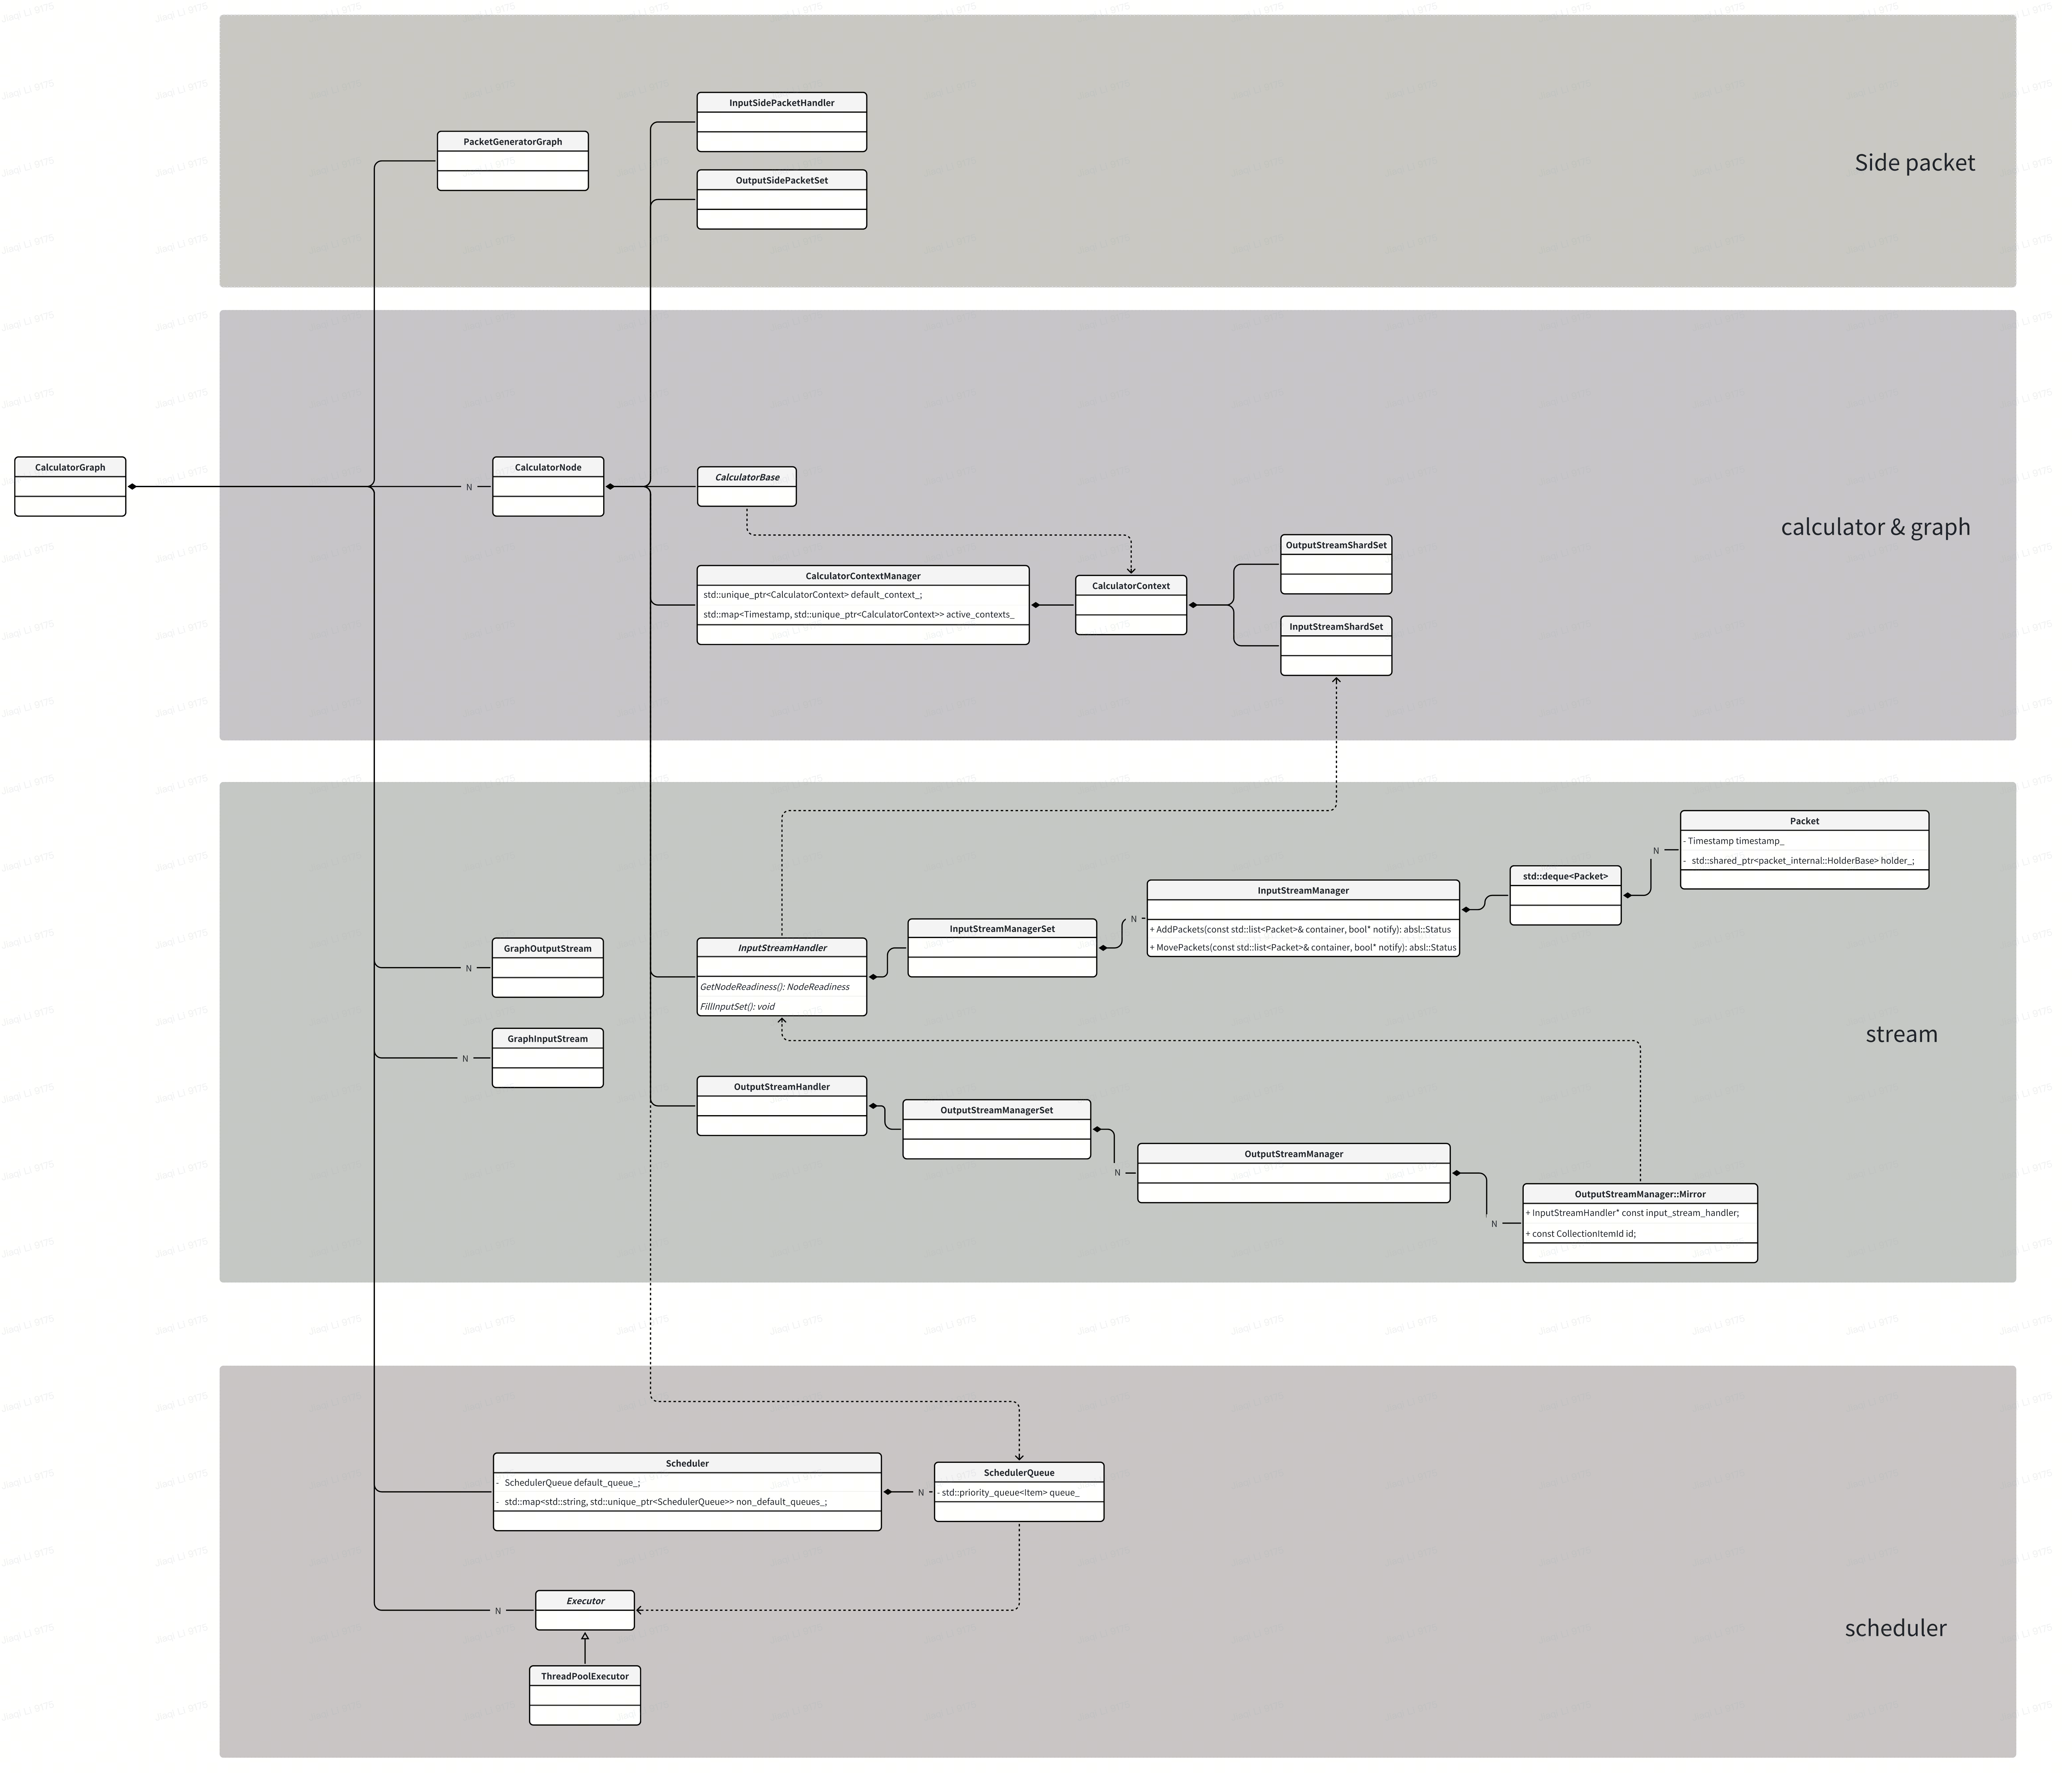 InputSidePacketHandler
PacketGeneratorGraph
Side packet
OutputSidePacketSet
CalculatorGraph
N
CalculatorNode
CalculatorBase
calculator & graph
OutputStreamShardSet
CalculatorContextManager
std::unique_ptr<CalculatorContext> default_context_;
std::map<Timestamp, std::unique_ptr<CalculatorContext>> active_contexts_
CalculatorContext
InputStreamShardSet
Packet
- Timestamp timestamp_
- std::shared_ptr<packet_internal::HolderBase> holder_;
N
std::deque<Packet>
InputStreamManager
+ AddPackets(const std::list<Packet>& container, bool* notify): absl::Status
+ MovePackets(const std::list<Packet>& container, bool* notify): absl::Status
N
InputStreamManagerSet
InputStreamHandler
GetNodeReadiness(): NodeReadiness
FillInputSet(): void
GraphOutputStream
N
GraphInputStream
N
stream
OutputStreamHandler
OutputStreamManagerSet
N
OutputStreamManager
N
OutputStreamManager::Mirror
+ InputStreamHandler* const input_stream_handler;
+ const CollectionItemId id;
Scheduler
- SchedulerQueue default_queue_;
- std::map<std::string, std::unique_ptr<SchedulerQueue>> non_default_queues_;
N
SchedulerQueue
- std::priority_queue<Item> queue_
N
Executor
scheduler
ThreadPoolExecutor
Jiaqi Li 9175